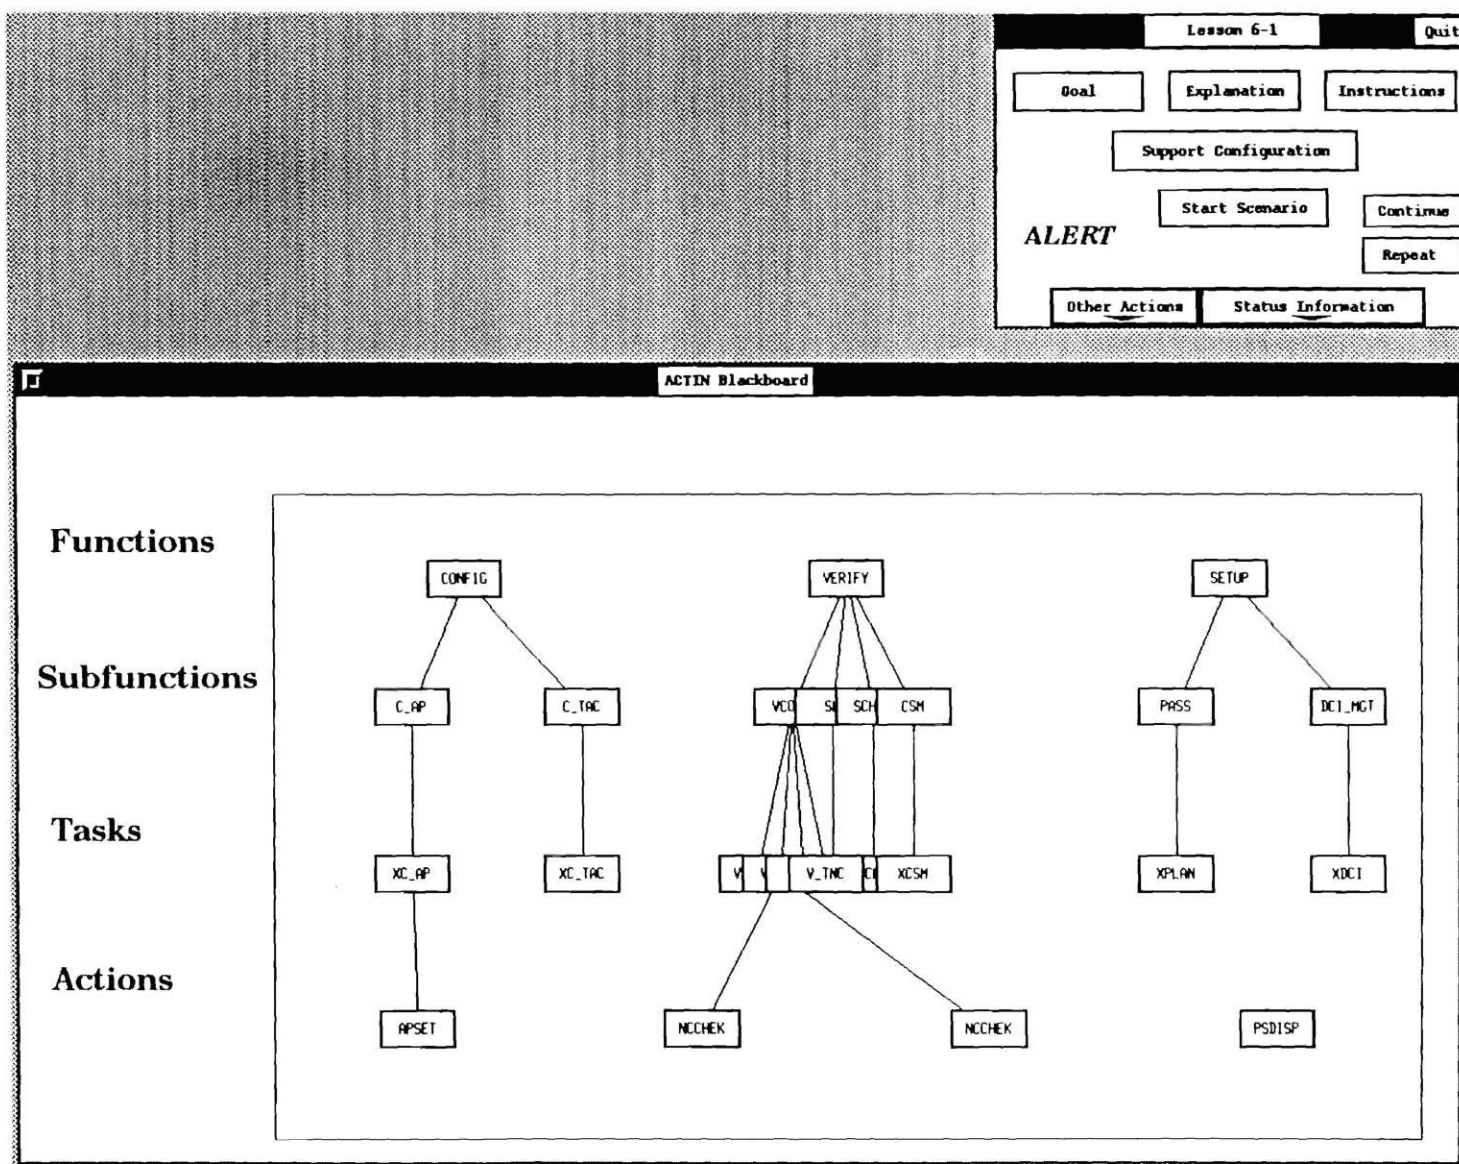 Lesson 6-1 Quit
Goal Explanation Instructions
Support Configuration
Start Scenario Continue
ALERT
Repeat
Other Actions Status Information
ACTIN Blackboard
Functions
CONFIG VERIFY SETUP
Subfunctions
C_AP C_TAC VCO SCH CSM PASS DCI_MGT
Tasks
XC_AP XC_TAC V V V_TNC XCSM XPLAN XDCI
Actions
APSET NCCHEK NCCHEK PSDISP